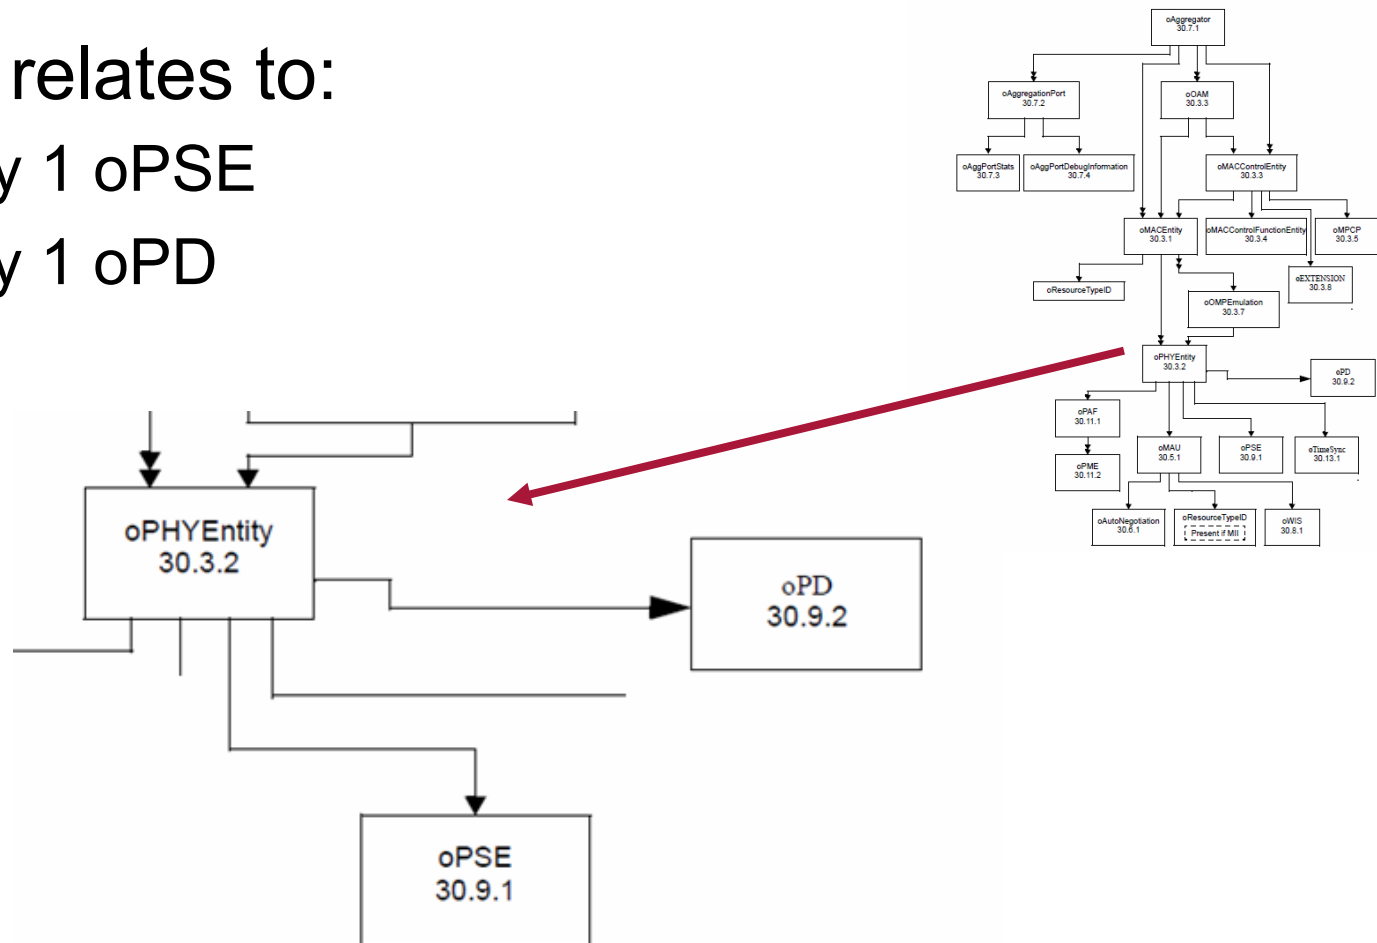 relates to:
y 1 oPSE
y 1 oPD
oAggregator
30.7.1
oAggregationPort
30.7.2
oOAM
30.3.3
oAggPortStats
30.7.3
oAggPortDebugInformation
30.7.4
oMACControlEntity
30.3.3
oMACEntity
30.3.1
oMACControlFunctionEntity
30.3.4
oMPCP
30.3.5
oResourceTypeID
oEXTENSION
30.3.8
oOMPEmulation
30.3.7
oPHYEntity
30.3.2
oPD
30.9.2
oPAF
30.11.1
oMAU
30.5.1
oPSE
30.9.1
oTimeSync
30.13.1
oPME
30.11.2
oAutoNegotiation
30.6.1
oResourceTypeID
Present if MII
oWIS
30.8.1
oPHYEntity
30.3.2
oPD
30.9.2
oPSE
30.9.1